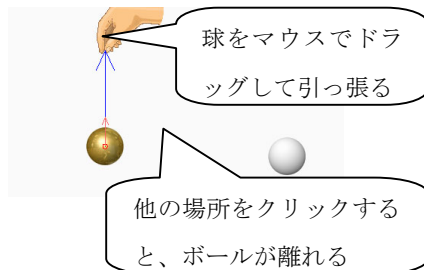 球をマウスでドラ
ッグして引っ張る
他の場所をクリックする
と、ボールが離れる